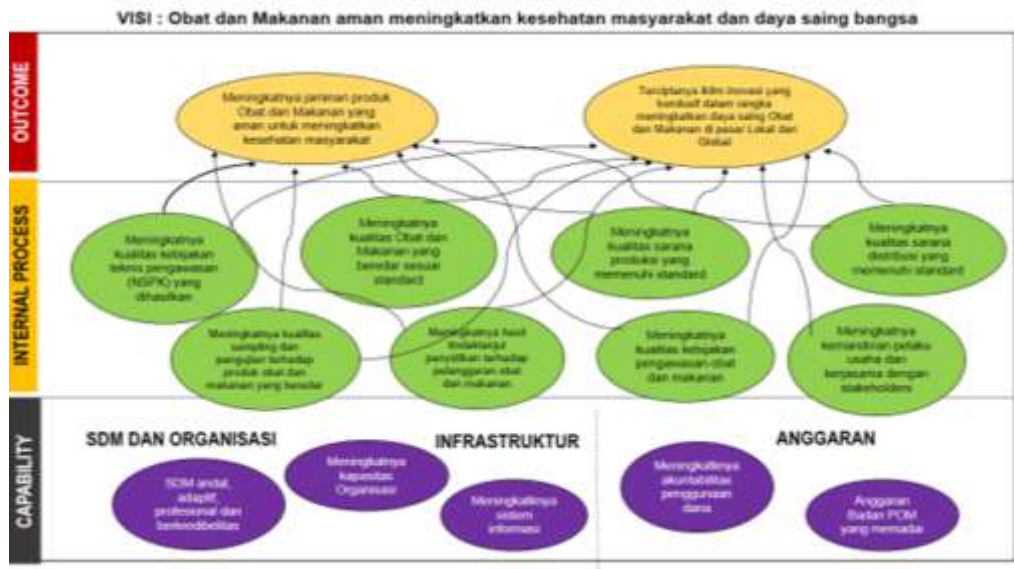 VISI : Obat dan Makanan aman meningkatkan kesehatan masyarakat dan daya saing bangsa
OUTCOME
Meningkatnya jaminan produk
Obat dan Makanan yang
aman untuk meningkatkan
kesehatan masyarakat
Terciptanya iklim inovasi yang
kondusif dalam rangka
meningkatkan daya saing Obat
dan Makanan di pasar Lokal dan
Global
INTERNAL PROCESS
Meningkatnya
kualitas kebijakan
teknis pengawasan
(NSPK) yang
dihasilkan
Meningkatnya
kualitas Obat dan
Makanan yang
beredar sesuai
standard
Meningkatnya
kualitas sarana
produksi yang
memenuhi standard
Meningkatnya
kualitas sarana
distribusi yang
memenuhi standard
Meningkatnya kualitas
sampling dan
pengujian terhadap
produk obat dan
makanan yang beredar
Meningkatnya hasil
tindaklanjut
penyidikan terhadap
pelanggaran obat
dan makanan
Meningkatnya
kualitas kebijakan
pengawasan obat
dan makanan
Meningkatnya
kemandirian pelaku
usaha dan
kerjasama dengan
stakeholders
CAPABILITY
SDM DAN ORGANISASI
INFRASTRUKTUR
ANGGARAN
SDM andal,
adaptif,
profesional dan
berkredibelitas
Meningkatnya
kapasitas
Organisasi
Meningkatknya
sistem
informasi
Meningkatknya
akuntabilitas
penggunaan
dana
Anggaran
Badan POM
yang memadai